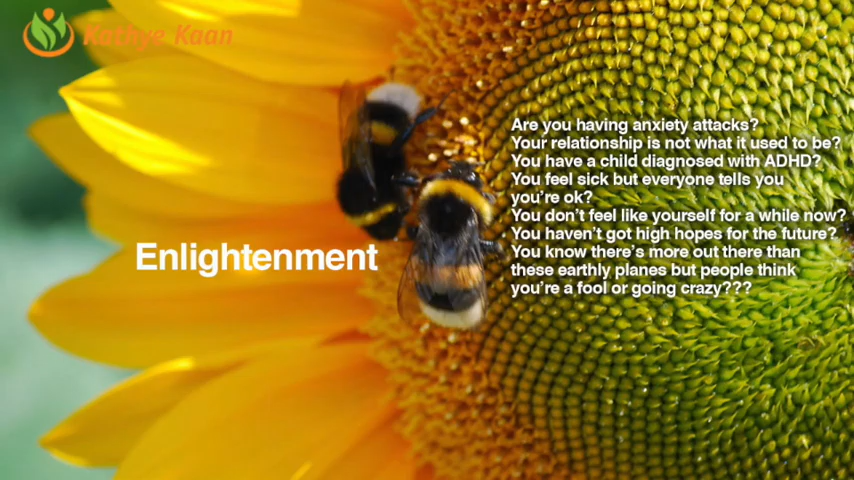 Kathye Kaan
Are you having anxiety attacks?
Your relationship is not what it used to be?
You have a child diagnosed with ADHD?
You feel sick but everyone tells you
you're ok?
You don't feel like yourself for a while now?
You haven't got high hopes for the future?
You know there's more out there than
these earthly planes but people think
you're a fool or going crazy???
Enlightenment